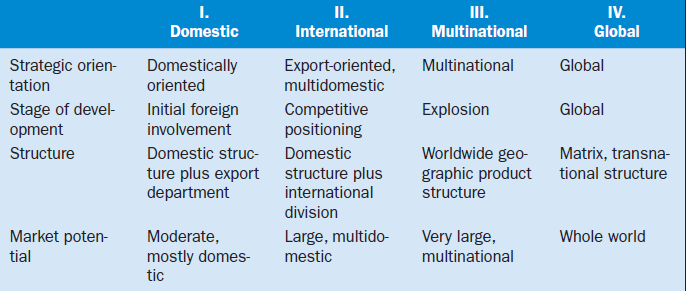 I.
Domestic
II.
International
III.
Multinational
IV.
Global
Strategic orien-
tation
Domestically
oriented
Export-oriented,
multidomestic
Multinational
Global
Stage of devel-
opment
Initial foreign
involvement
Competitive
positioning
Explosion
Global
Structure
Domestic struc-
ture plus export
department
Domestic
structure plus
international
division
Worldwide geo-
graphic product
structure
Matrix, transna-
tional structure
Market poten-
tial
Moderate,
mostly domes-
tic
Large, multido-
mestic
Very large,
multinational
Whole world